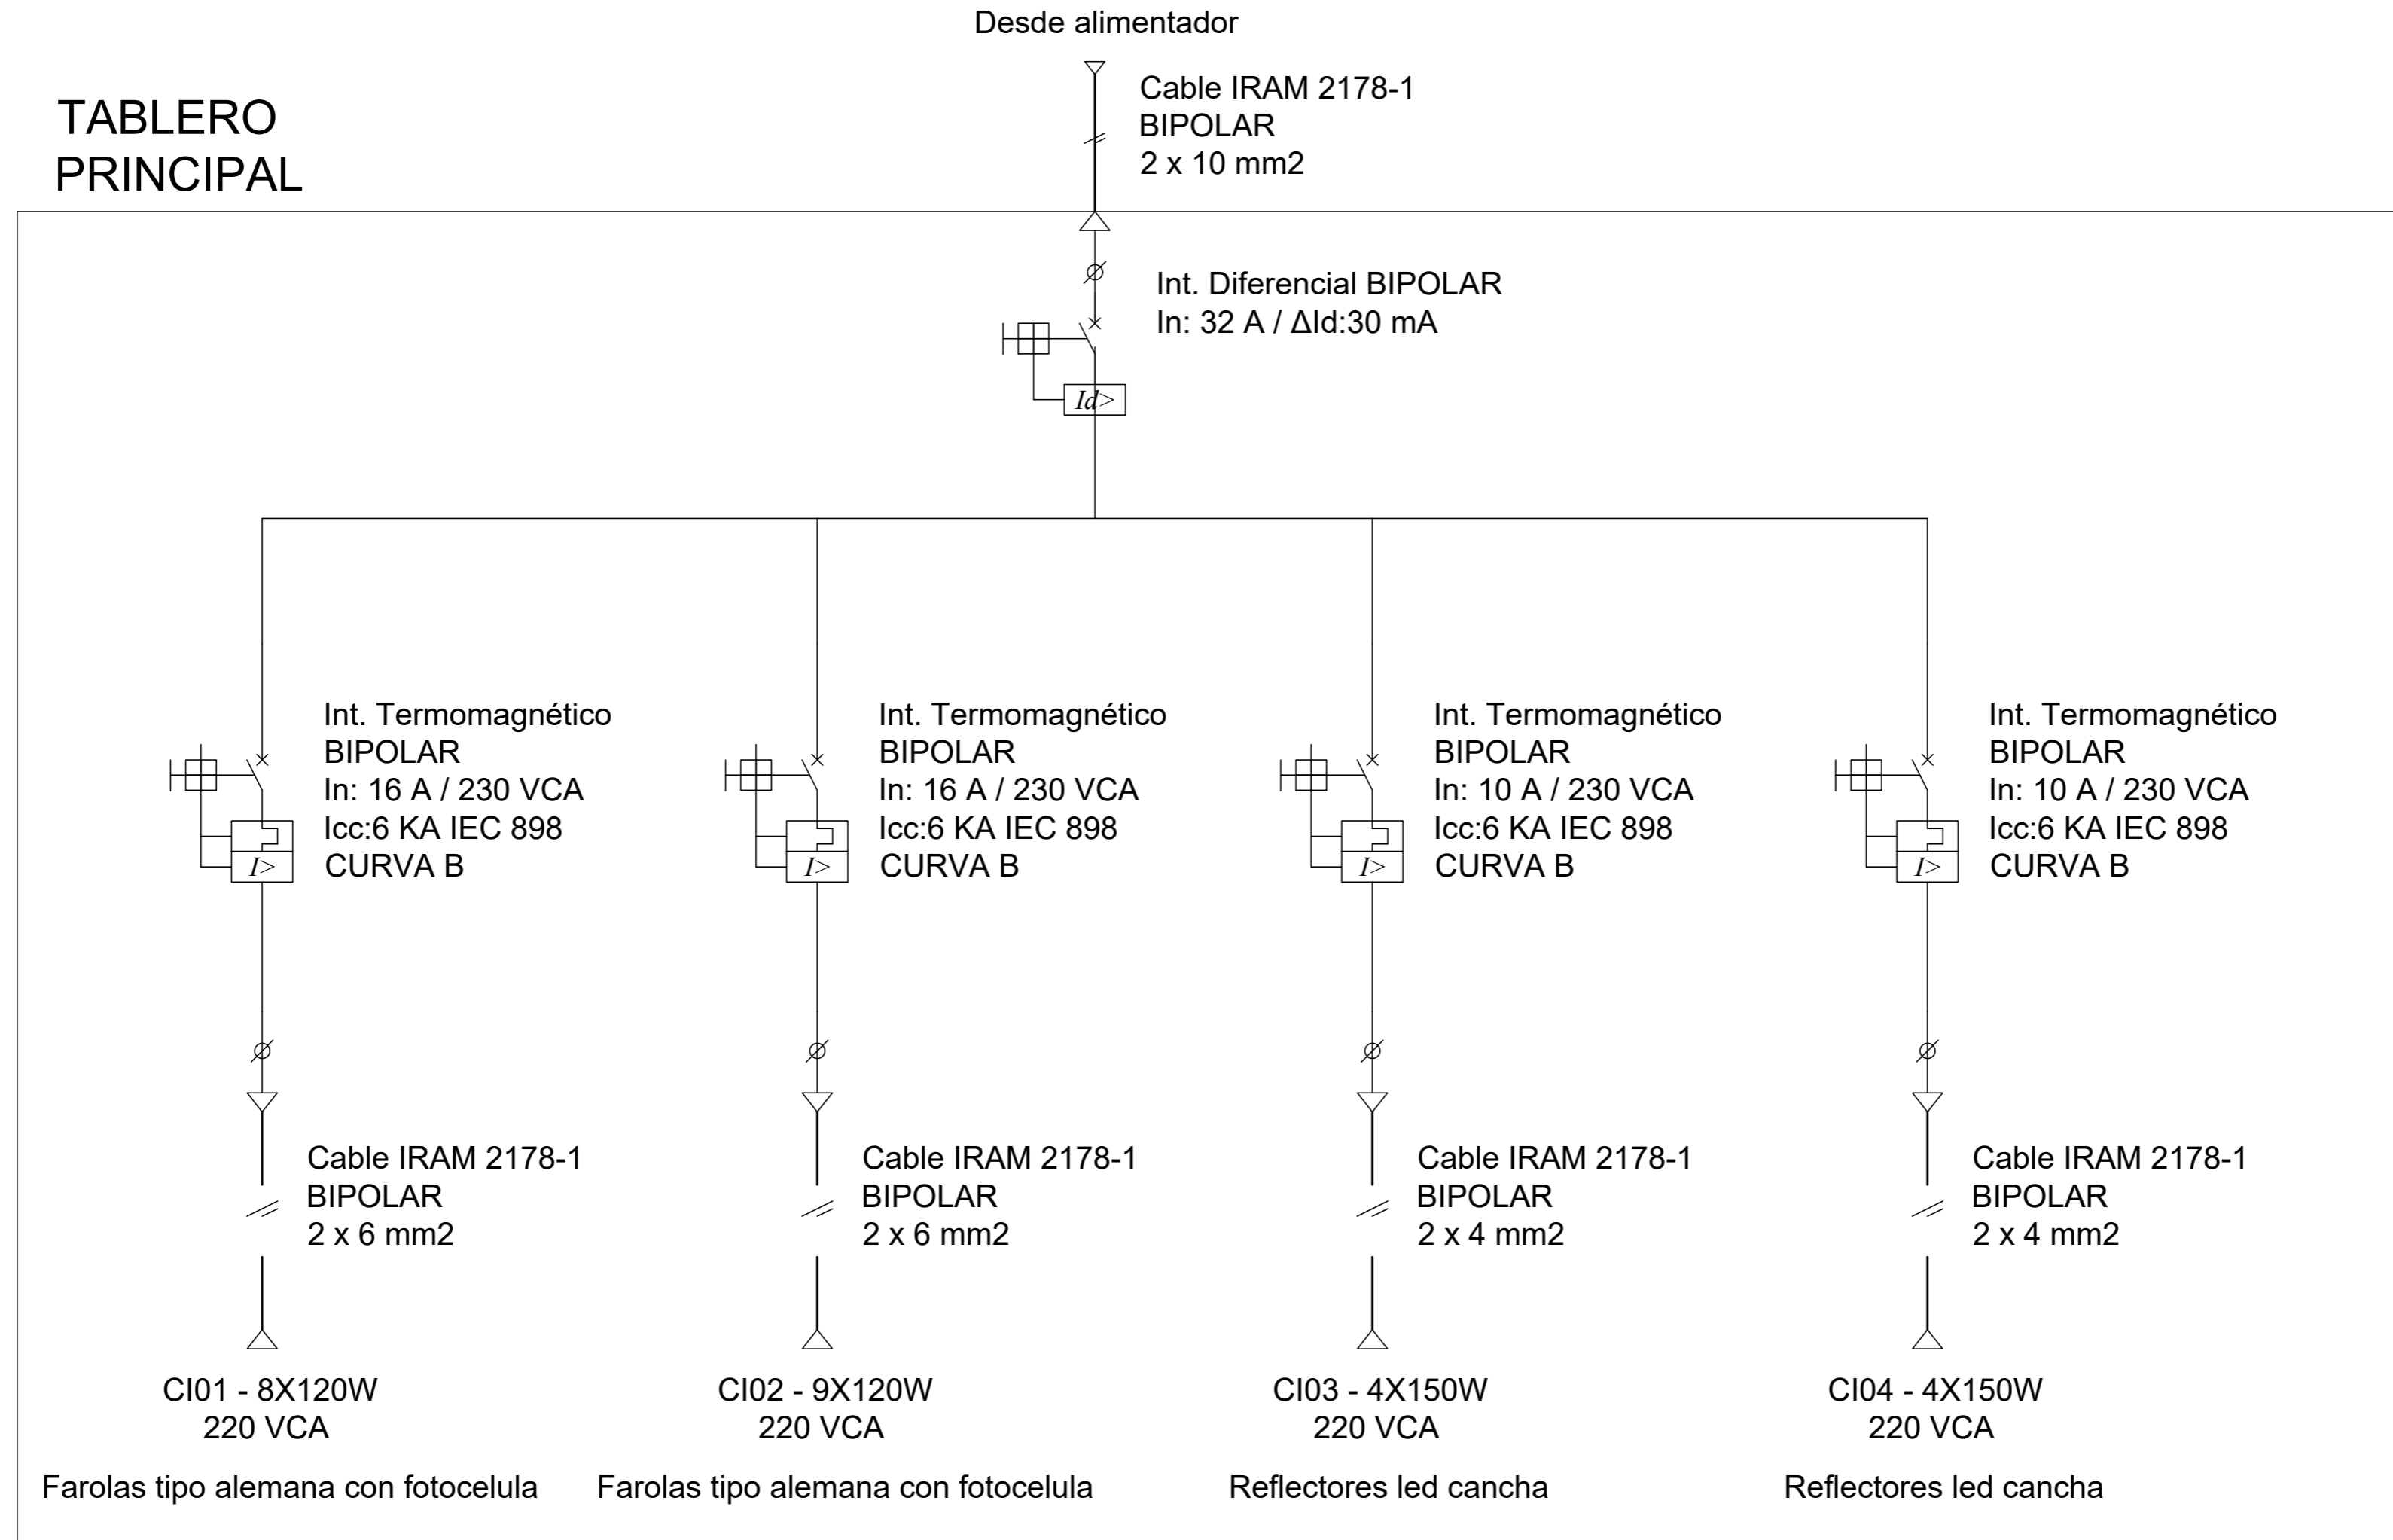 Desde alimentador
TABLERO
PRINCIPAL
Cable IRAM 2178-1
BIPOLAR
2 x 10 mm2
Int. Diferencial BIPOLAR
In: 32 A / ΔId:30 mA
Id>
Int. Termomagnético
BIPOLAR
In: 16 A / 230 VCA
Icc:6 KA IEC 898
CURVA B
I>
Int. Termomagnético
BIPOLAR
In: 16 A / 230 VCA
Icc:6 KA IEC 898
CURVA B
I>
Int. Termomagnético
BIPOLAR
In: 10 A / 230 VCA
Icc:6 KA IEC 898
CURVA B
I>
Int. Termomagnético
BIPOLAR
In: 10 A / 230 VCA
Icc:6 KA IEC 898
CURVA B
I>
Cable IRAM 2178-1
BIPOLAR
2 x 6 mm2
Cable IRAM 2178-1
BIPOLAR
2 x 6 mm2
Cable IRAM 2178-1
BIPOLAR
2 x 4 mm2
Cable IRAM 2178-1
BIPOLAR
2 x 4 mm2
CI01 - 8X120W
220 VCA
Farolas tipo alemana con fotocelula
CI02 - 9X120W
220 VCA
Farolas tipo alemana con fotocelula
CI03 - 4X150W
220 VCA
Reflectores led cancha
CI04 - 4X150W
220 VCA
Reflectores led cancha